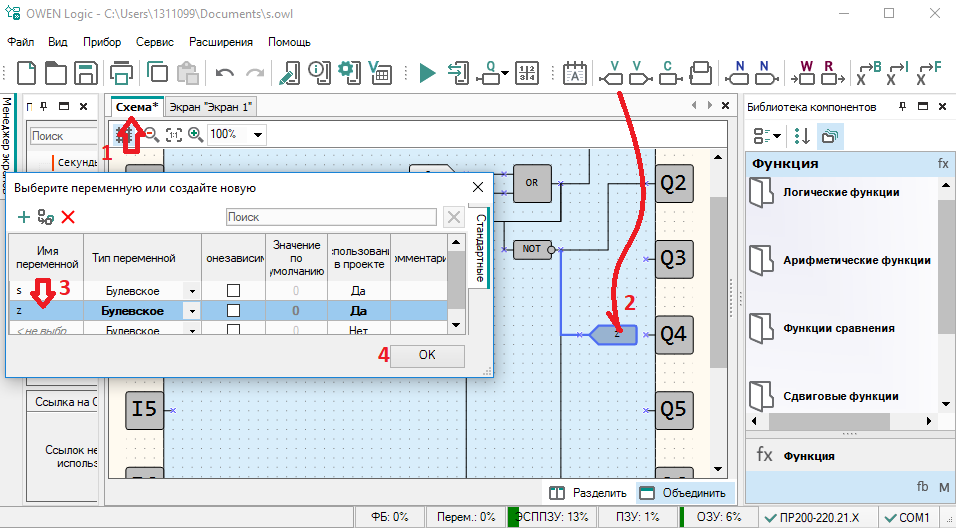 OWEN Logic - C:\Users\1311099\Documents\s.owl
Файл Вид Прибор Сервис Расширения Помощь
Q V V C N N W R B I F
Менеджер экранов
П
Схема* Экран "Экран 1"
Библиотека компонентов
Поиск
1
100%
секунды
Функция fx
Логические функции
Арифметические функции
Функции сравнения
Сдвиговые функции
OR
Q2
NOT
Q3
2
z
Q4
I5
Q5
Выберите переменную или создайте новую
Поиск
Стандартные
Имя переменной Тип переменной онезависим Значение по умолчанию спользован в проекте омментари
3
s Булевское 0 Да
z Булевское 0 Да
<не выбр Булевское 0 Нет
4
OK
Ссылка на О
Ссылок не
использ
fx Функция
fb M
Разделить Объединить
ФБ: 0% Перем.: 0% ЭСППЗУ: 13% ПЗУ: 1% ОЗУ: 6% ПР200-220.21.X COM1